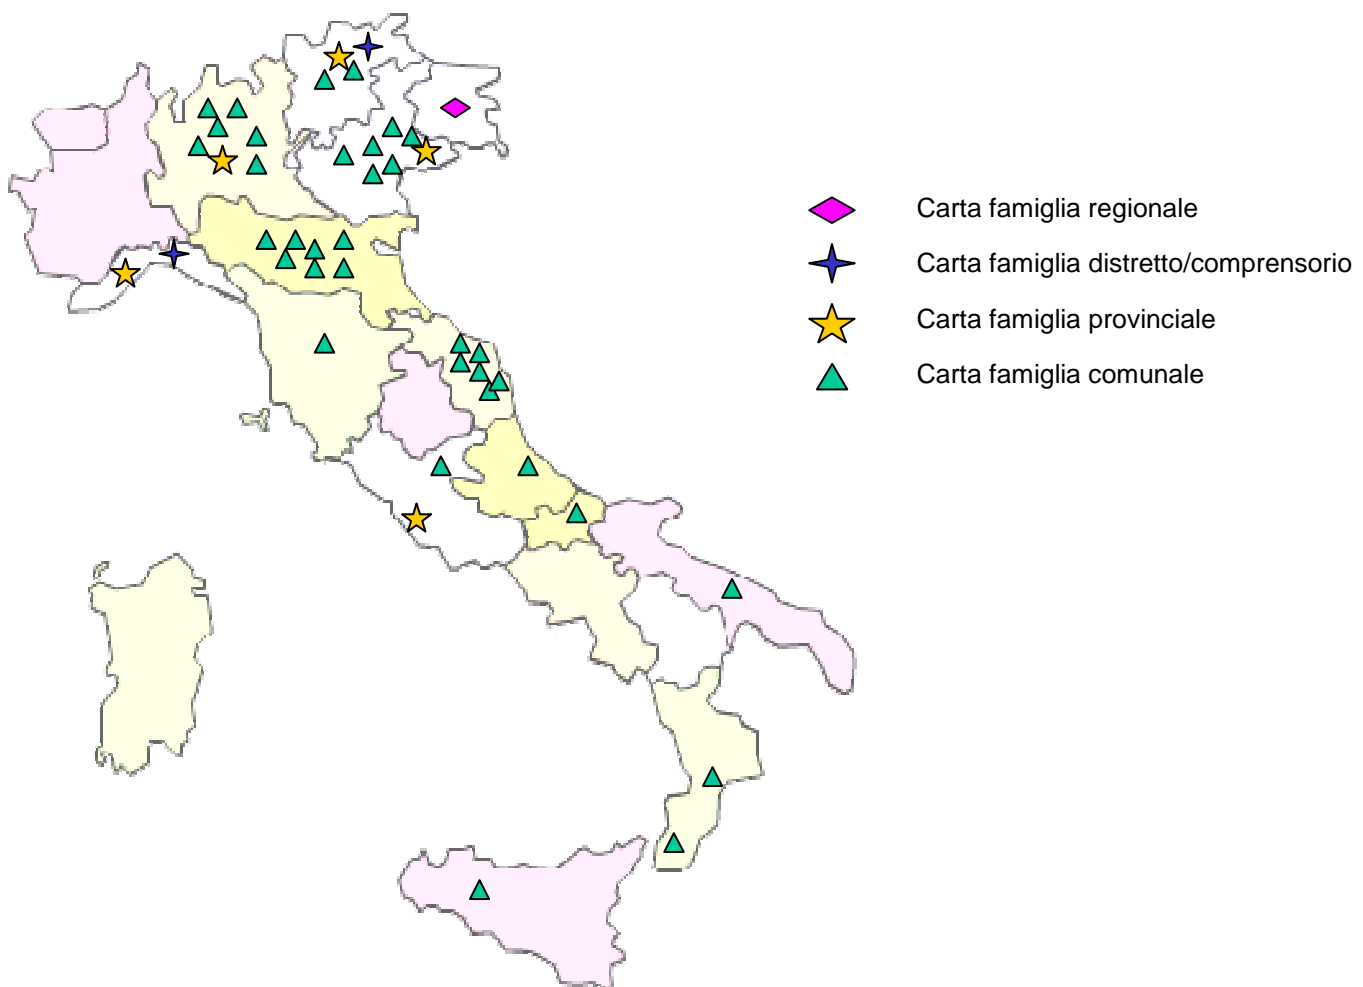 Carta famiglia regionale
Carta famiglia distretto/comprensorio
Carta famiglia provinciale
Carta famiglia comunale